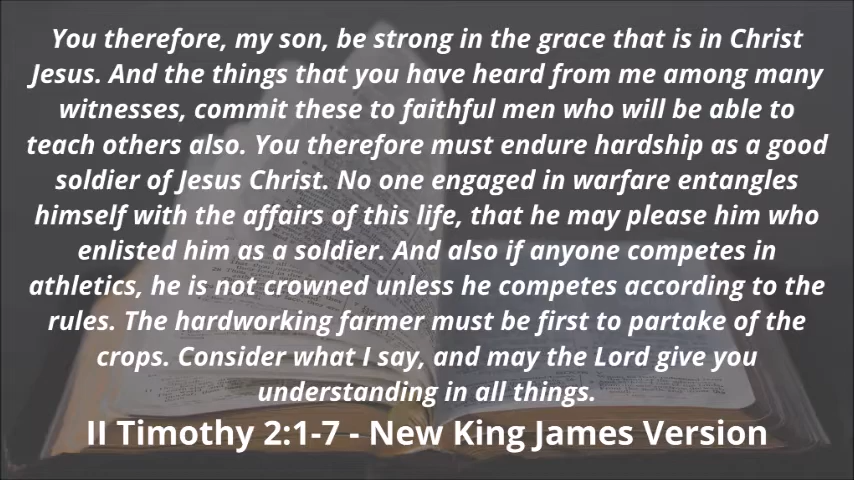 You therefore, my son, be strong in the grace that is in Christ
Jesus. And the things that you have heard from me among many
witnesses, commit these to faithful men who will be able to
teach others also. You therefore must endure hardship as a good
soldier of Jesus Christ. No one engaged in warfare entangles
himself with the affairs of this life, that he may please him who
enlisted him as a soldier. And also if anyone competes in
athletics, he is not crowned unless he competes according to the
rules. The hardworking farmer must be first to partake of the
crops. Consider what I say, and may the Lord give you
understanding in all things.
II Timothy 2:1-7 - New King James Version